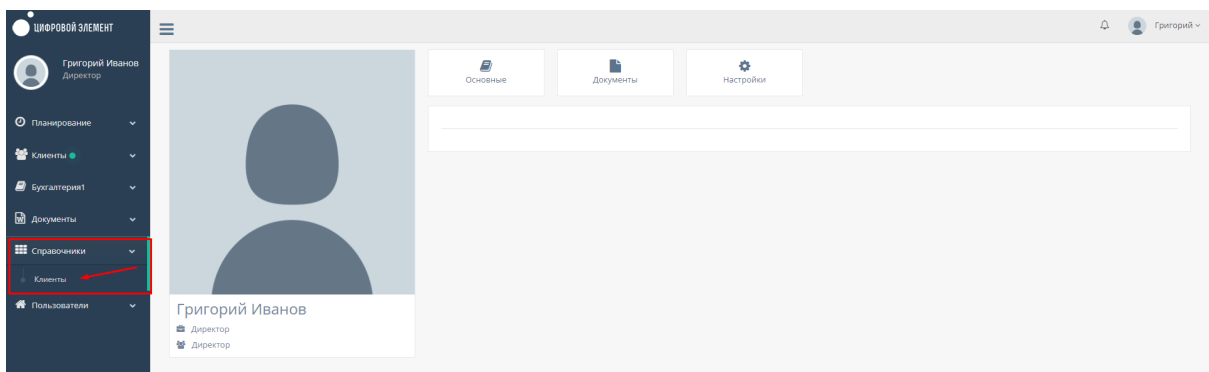 ЦИФРОВОЙ ЭЛЕМЕНТ
Григорий
Григорий Иванов
Директор
Планирование
Клиенты
Бухгалтерия1
Документы
Справочники
Клиенты
Пользователи
Григорий Иванов
Директор
Директор
Основные
Документы
Настройки